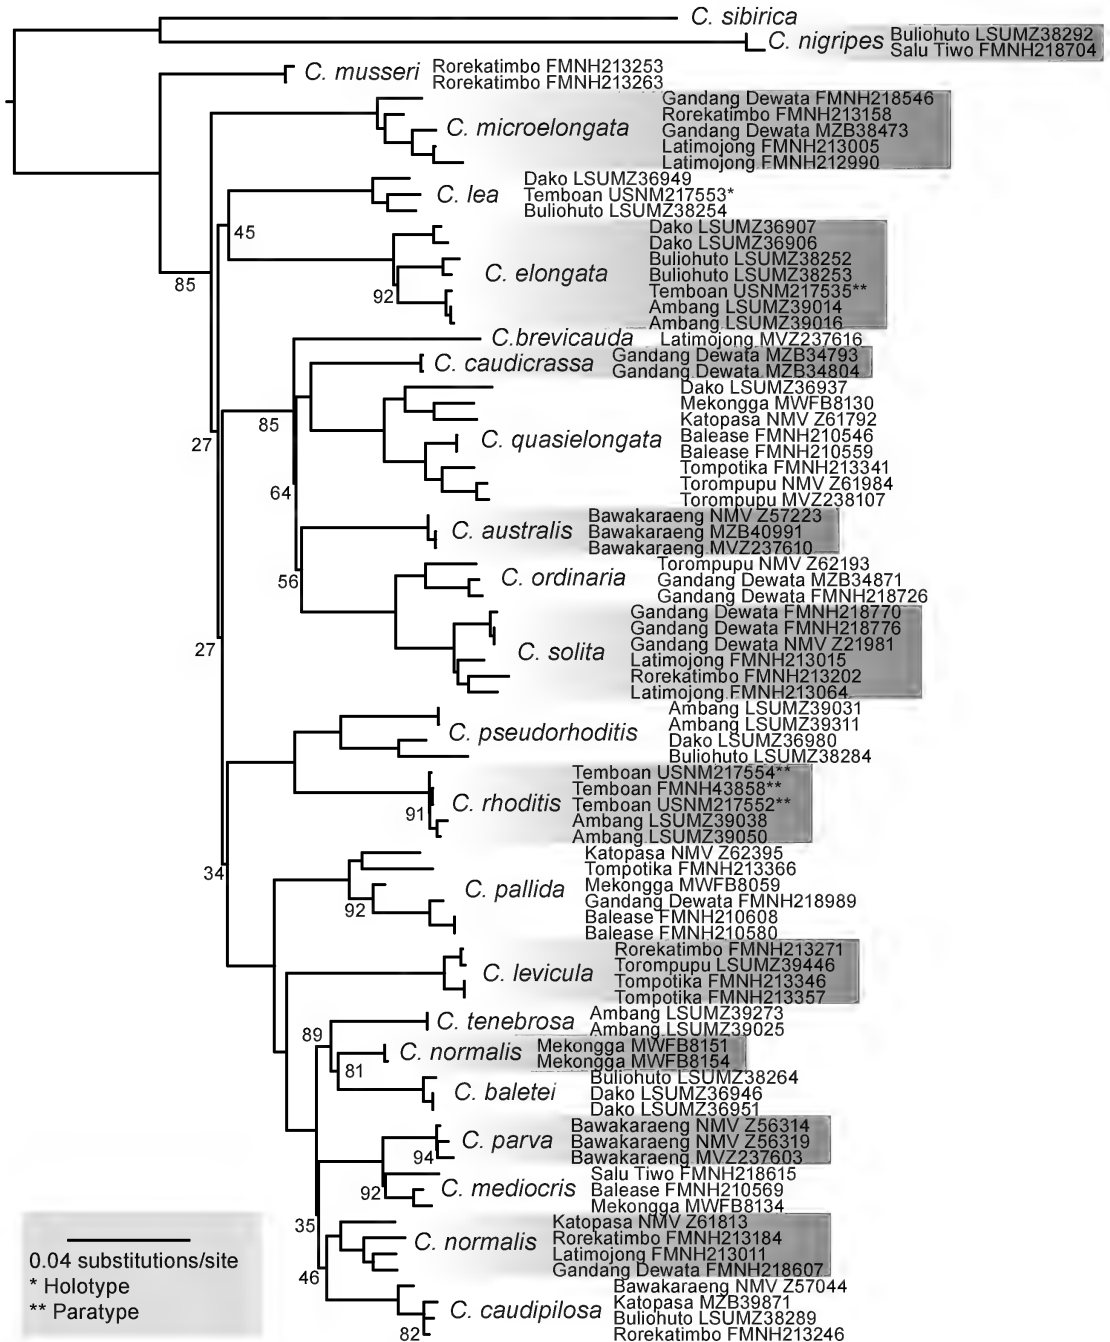 C. sibirica
C. nigripes
Buliohuto LSUMZ38292
Salu Tiwo FMNH218704
C. musseri
Rorekatimbo FMNH213253
Rorekatimbo FMNH213263
C. microelongata
Gandang Dewata FMNH218546
Rorekatimbo FMNH213158
Gandang Dewata MZB38473
Latimojong FMNH213005
Latimojong FMNH212990
C. lea
Dako LSUMZ36949
Temboan USNM217553*
Buliohuto LSUMZ38254
45
C. elongata
Dako LSUMZ36907
Dako LSUMZ36906
Buliohuto LSUMZ38252
Buliohuto LSUMZ38253
Temboan USNM217535**
Ambang LSUMZ39014
Ambang LSUMZ39016
85
92
C.brevicauda
Latimojong MVZ237616
C. caudicrassa
Gandang Dewata MZB34793
Gandang Dewata MZB34804
85
27
C. quasielongata
Dako LSUMZ36937
Mekongga MWFB8130
Katopasa NMV Z61792
Balease FMNH210546
Balease FMNH210559
Tompotika FMNH213341
Torompupu NMV Z61984
Torompupu MVZ238107
64
C. australis
Bawakaraeng NMV Z57223
Bawakaraeng MZB40991
Bawakaraeng MVZ237610
56
C. ordinaria
Torompupu NMV Z62193
Gandang Dewata MZB34871
Gandang Dewata FMNH218726
27
C. solita
Gandang Dewata FMNH218770
Gandang Dewata FMNH218776
Gandang Dewata NMV Z21981
Latimojong FMNH213015
Rorekatimbo FMNH213202
Latimojong FMNH213064
C. pseudorhoditis
Ambang LSUMZ39031
Ambang LSUMZ39311
Dako LSUMZ36980
Buliohuto LSUMZ38284
C. rhoditis
Temboan USNM217554**
Temboan FMNH43858**
Temboan USNM217552**
Ambang LSUMZ39038
Ambang LSUMZ39050
91
34
C. pallida
Katopasa NMV Z62395
Tompotika FMNH213366
Mekongga MWFB8059
Gandang Dewata FMNH218989
Balease FMNH210608
Balease FMNH210580
92
C. levicula
Rorekatimbo FMNH213271
Torompupu LSUMZ39446
Tompotika FMNH213346
Tompotika FMNH213357
C. tenebrosa
Ambang LSUMZ39273
Ambang LSUMZ39025
89
C. normalis
Mekongga MWFB8151
Mekongga MWFB8154
81
C. baletei
Buliohuto LSUMZ38264
Dako LSUMZ36946
Dako LSUMZ36951
C. parva
Bawakaraeng NMV Z56314
Bawakaraeng NMV Z56319
Bawakaraeng MVZ237603
94
C. mediocris
Salu Tiwo FMNH218615
Balease FMNH210569
Mekongga MWFB8134
92
35
C. normalis
Katopasa NMV Z61813
Rorekatimbo FMNH213184
Latimojong FMNH213011
Gandang Dewata FMNH218607
46
C. caudipilosa
Bawakaraeng NMV Z57044
Katopasa MZB39871
Buliohuto LSUMZ38289
Rorekatimbo FMNH213246
82
0.04 substitutions/site
* Holotype
** Paratype